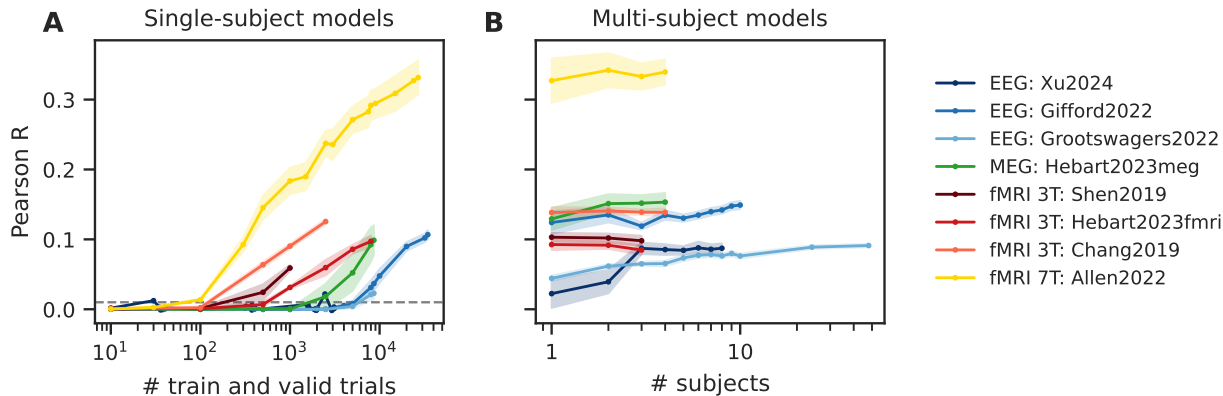 A Single-subject models
Pearson R
0.3
0.2
0.1
0.0
10¹ 10² 10³ 10⁴
# train and valid trials
B Multi-subject models
1 10
# subjects
EEG: Xu2024
EEG: Gifford2022
EEG: Grootswagers2022
MEG: Hebart2023meg
fMRI 3T: Shen2019
fMRI 3T: Hebart2023fmri
fMRI 3T: Chang2019
fMRI 7T: Allen2022